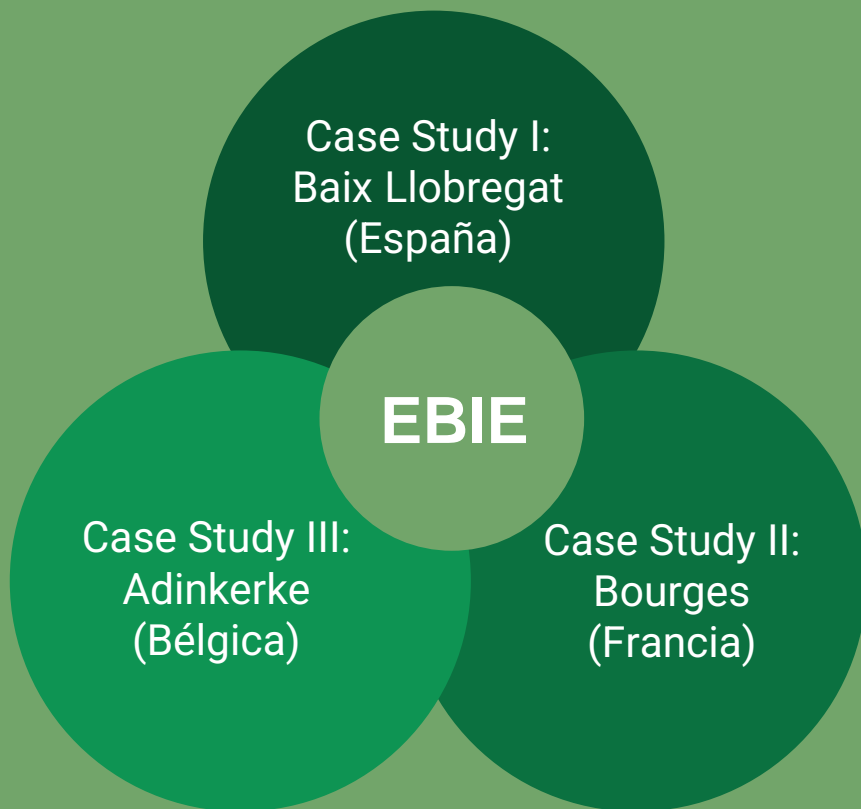 Case Study I:
Baix Llobregat
(España)
EBIE
Case Study III:
Adinkerke
(Bélgica)
Case Study II:
Bourges
(Francia)